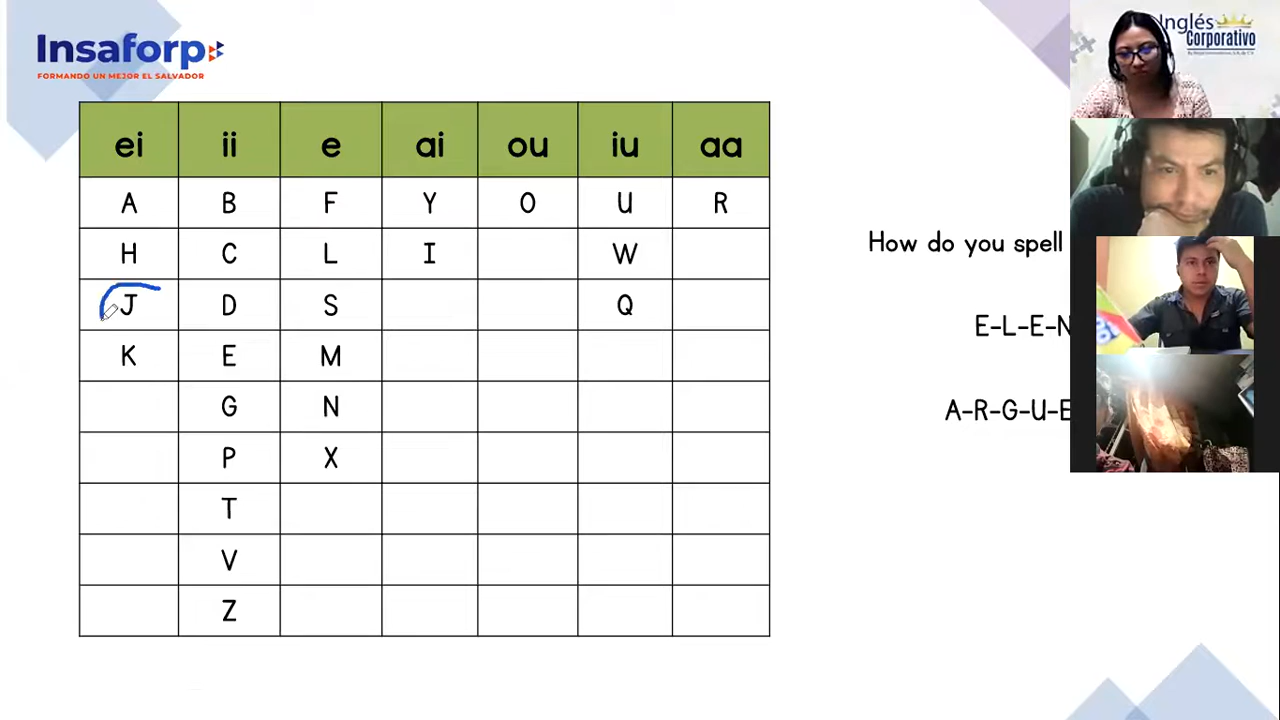 Insaforp
FORMANDO UN MEJOR EL SALVADOR
Inglés
Corporativo
ei ii e ai ou iu aa
A B F Y O U R
H C L I W
J D S Q
K E M
G N
P X
T
V
Z
How do you spell
E-L-E-N
A-R-G-U-E